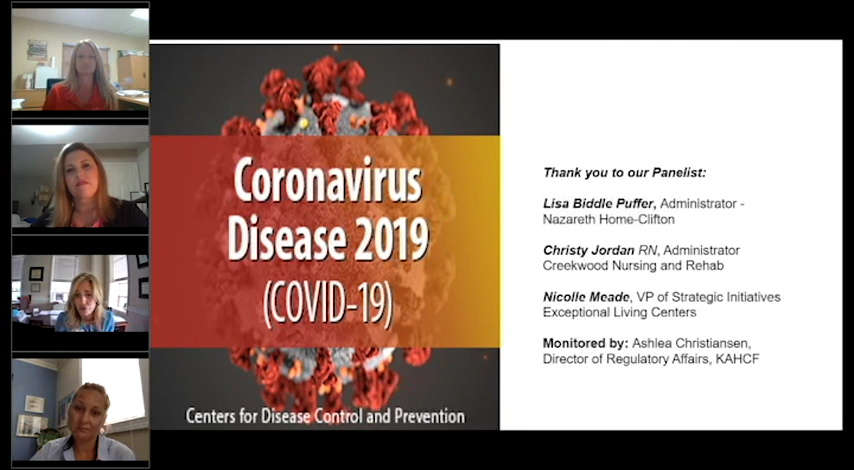 Coronavirus
Disease 2019
(COVID-19)
Centers for Disease Control and Prevention
Thank you to our Panelist:
Lisa Biddle Puffer, Administrator -
Nazareth Home-Clifton
Christy Jordan RN, Administrator
Creekwood Nursing and Rehab
Nicolle Meade, VP of Strategic Initiatives
Exceptional Living Centers
Monitored by: Ashlea Christiansen,
Director of Regulatory Affairs, KAHCF